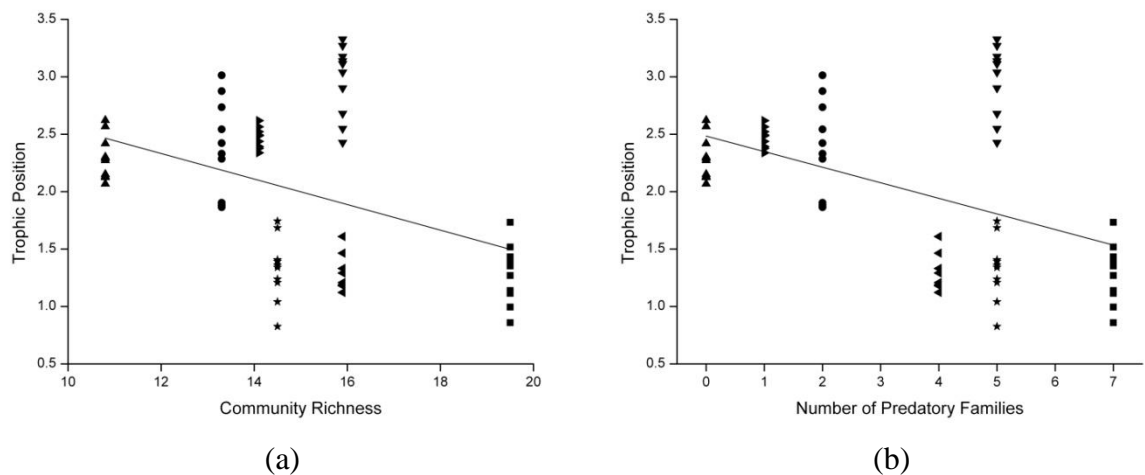 3.5
3.0
2.5
2.0
1.5
1.0
0.5
Trophic Position
10 12 14 16 18 20
Community Richness
(a)
3.5
3.0
2.5
2.0
1.5
1.0
0.5
Trophic Position
0 1 2 3 4 5 6 7
Number of Predatory Families
(b)